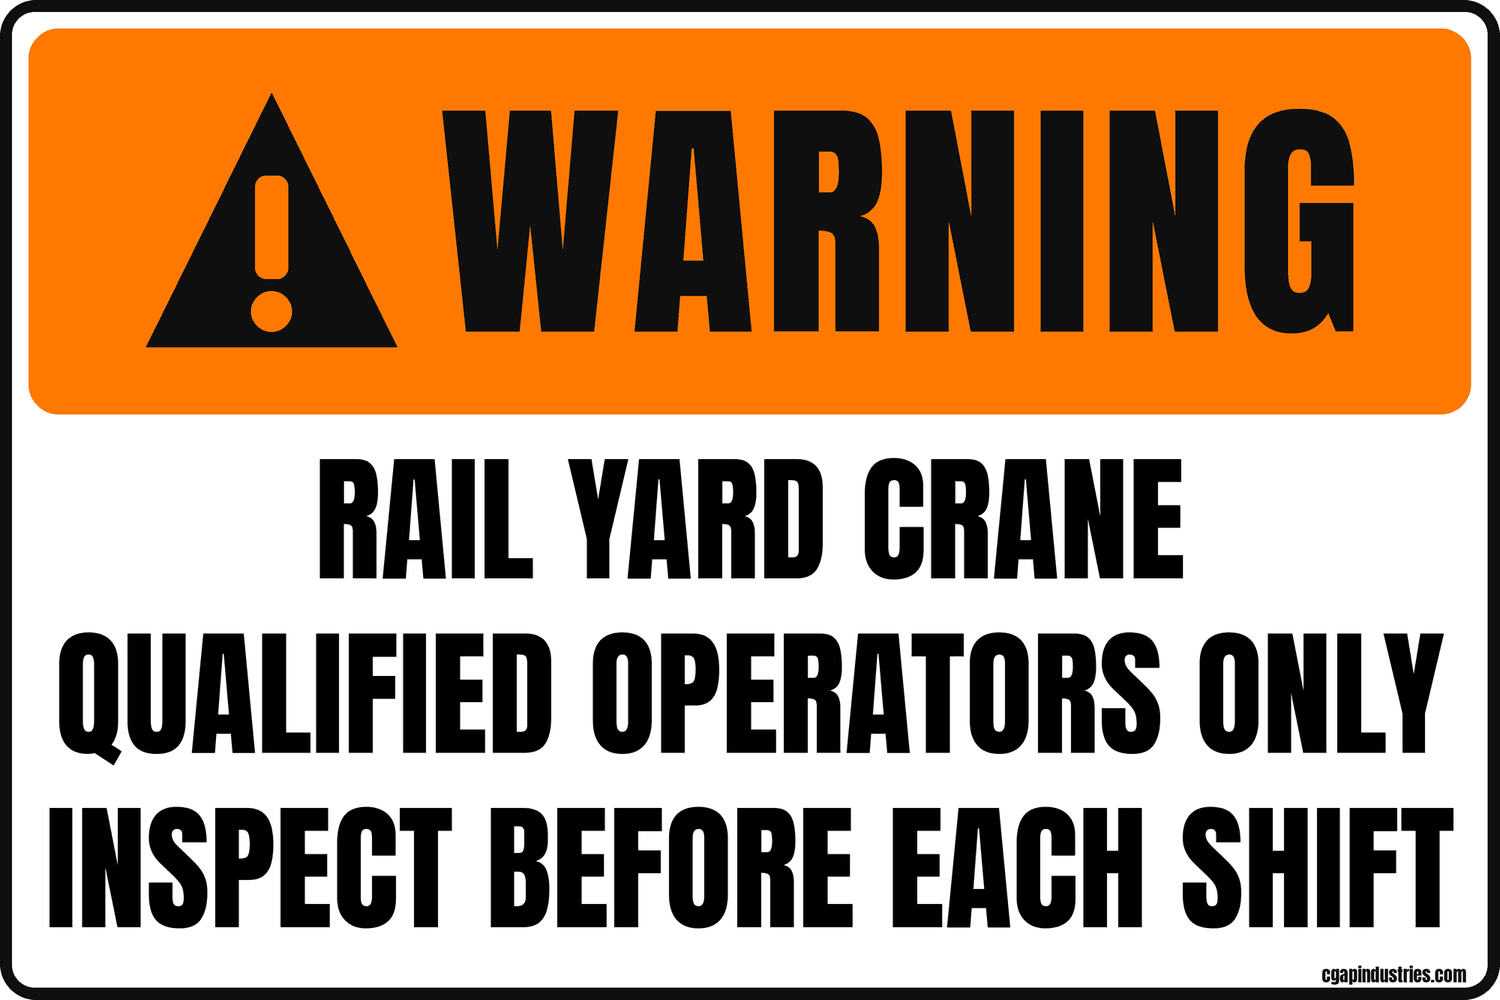 WARNING
RAIL YARD CRANE
QUALIFIED OPERATORS ONLY
INSPECT BEFORE EACH SHIFT
cgapindustries.com